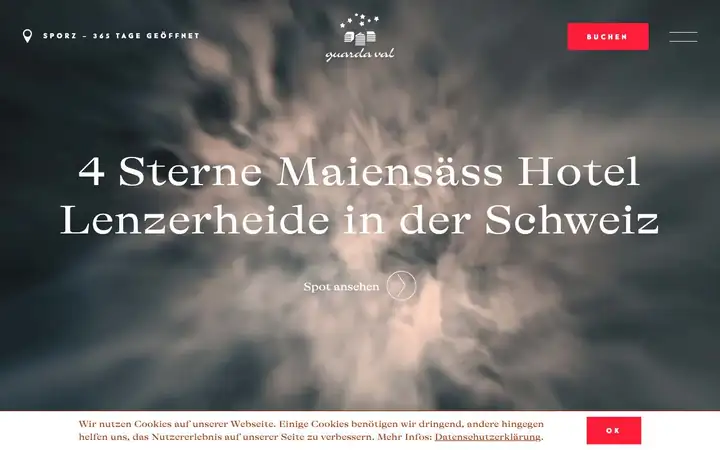 SPORZ – 365 TAGE GEÖFFNET
guarda val
BUCHEN
4 Sterne Maiensäss Hotel
Lenzerheide in der Schweiz
Spot ansehen
Wir nutzen Cookies auf unserer Webseite. Einige Cookies benötigen wir dringend, andere hingegen
helfen uns, das Nutzererlebnis auf unserer Seite zu verbessern. Mehr Infos: Datenschutzerklärung.
OK